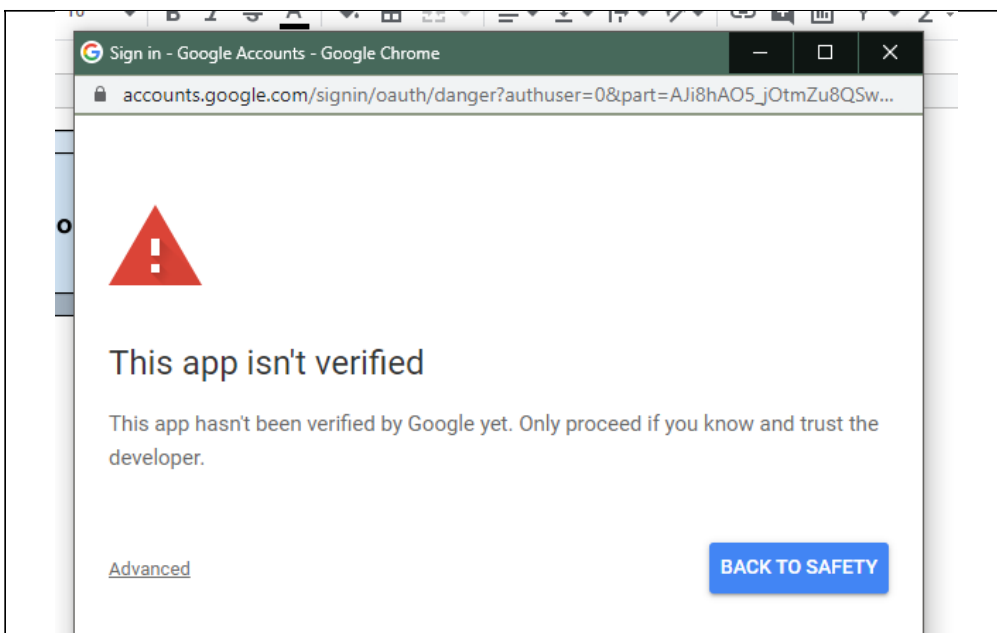 Sign in - Google Accounts - Google Chrome
accounts.google.com/signin/oauth/danger?authuser=0&part=AJi8hAO5_jOtmZu8QSw...
This app isn't verified
This app hasn't been verified by Google yet. Only proceed if you know and trust the
developer.
Advanced
BACK TO SAFETY